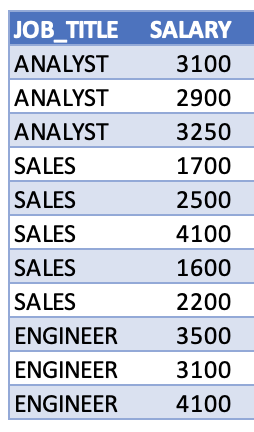 JOB_TITLE SALARY
ANALYST 3100
ANALYST 2900
ANALYST 3250
SALES 1700
SALES 2500
SALES 4100
SALES 1600
SALES 2200
ENGINEER 3500
ENGINEER 3100
ENGINEER 4100